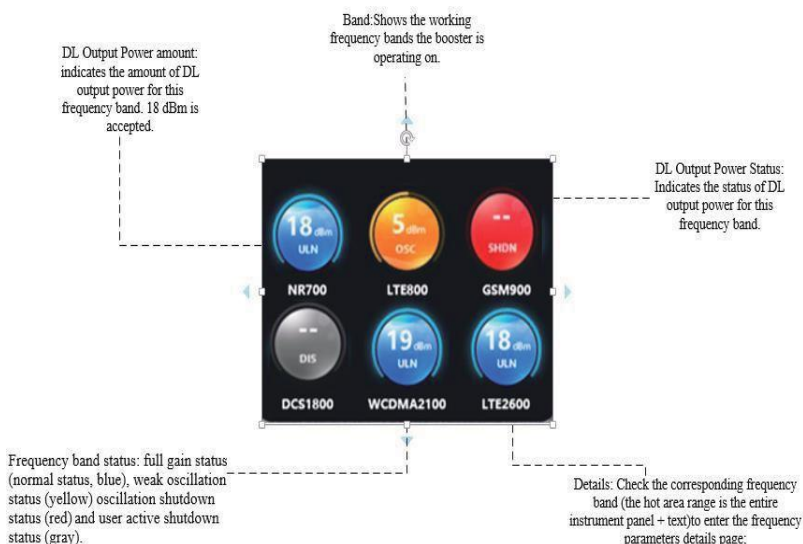 Band:Shows the working
frequency bands the booster is
operating on.
DL Output Power amount:
indicates the amount of DL
output power for this
frequency band. 18 dBm is
accepted.
DL Output Power Status:
Indicates the status of DL
output power for this
frequency band.
18 dBm
ULN
NR700
5 dBm
OSC
LTE800
--
SHDN
GSM900
--
DIS
DCS1800
19 dBm
ULN
WCDMA2100
18 dBm
ULN
LTE2600
Frequency band status: full gain status
(normal status, blue), weak oscillation
status (yellow) oscillation shutdown
status (red) and user active shutdown
status (gray).
Details: Check the corresponding frequency
band (the hot area range is the entire
instrument panel + text)to enter the frequency
parameters details page;